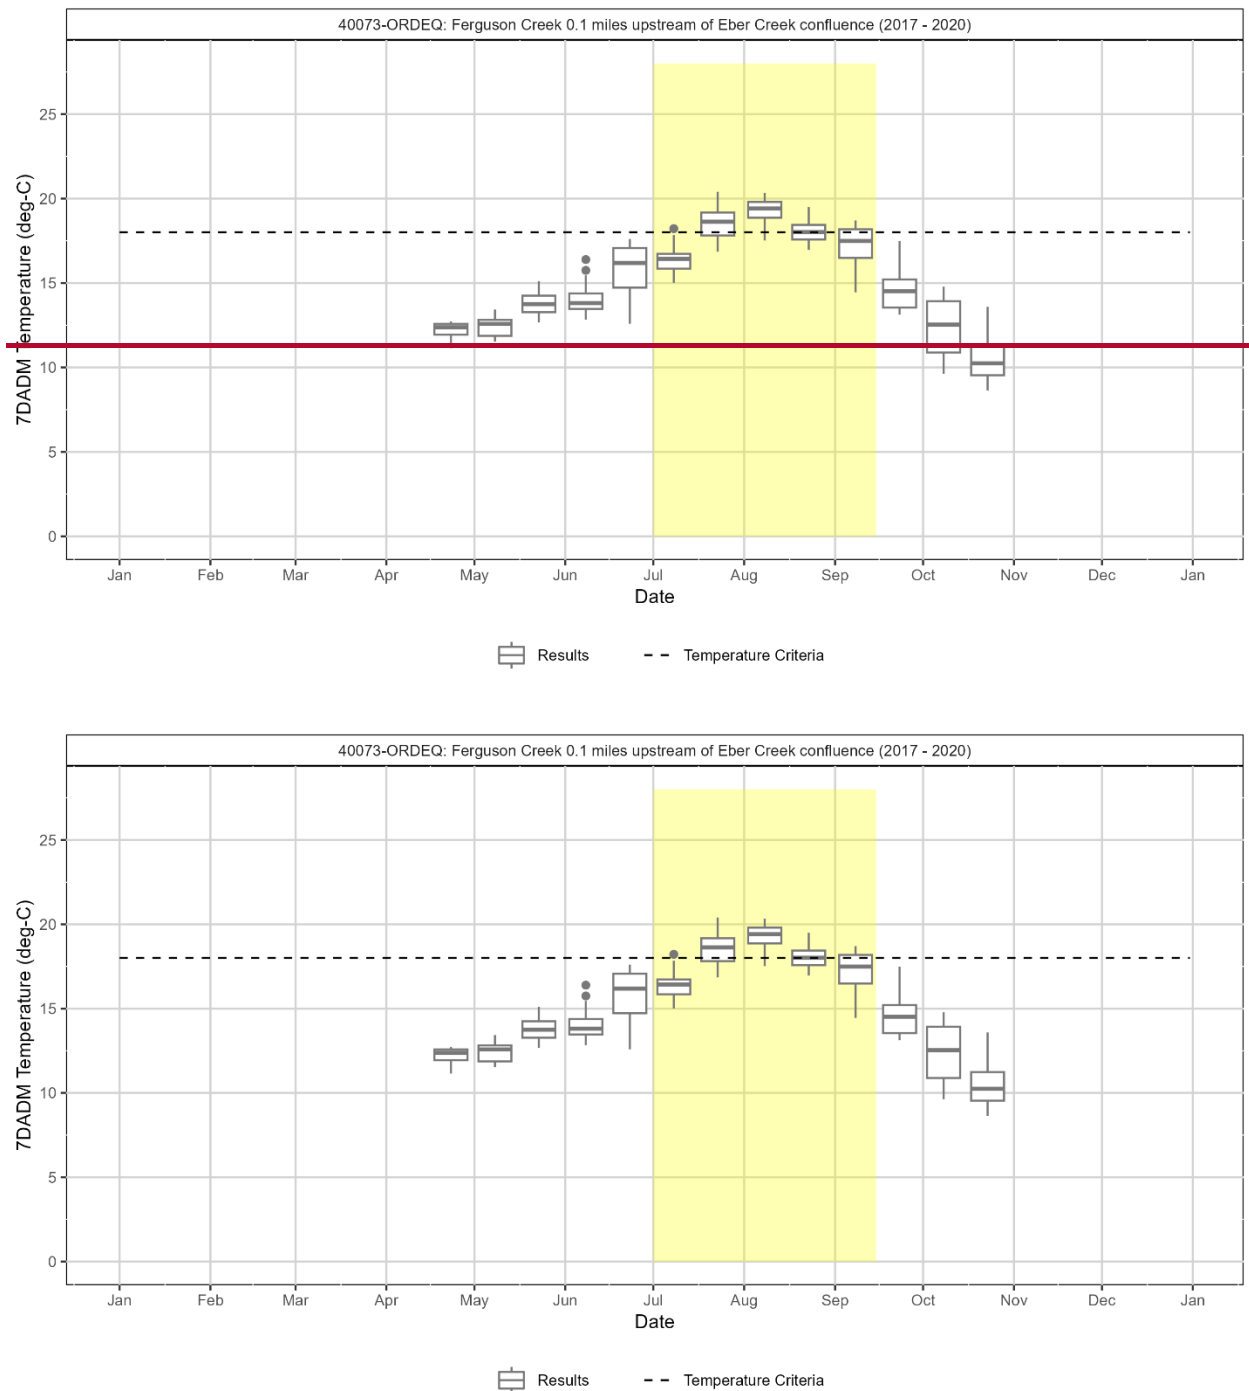 40073-ORDEQ: Ferguson Creek 0.1 miles upstream of Eber Creek confluence (2017 - 2020)
7DADM Temperature (deg-C)
25
20
15
10
5
0
Jan Feb Mar Apr May Jun Jul Aug Sep Oct Nov Dec Jan
Date
Results Temperature Criteria
40073-ORDEQ: Ferguson Creek 0.1 miles upstream of Eber Creek confluence (2017 - 2020)
7DADM Temperature (deg-C)
25
20
15
10
5
0
Jan Feb Mar Apr May Jun Jul Aug Sep Oct Nov Dec Jan
Date
Results Temperature Criteria